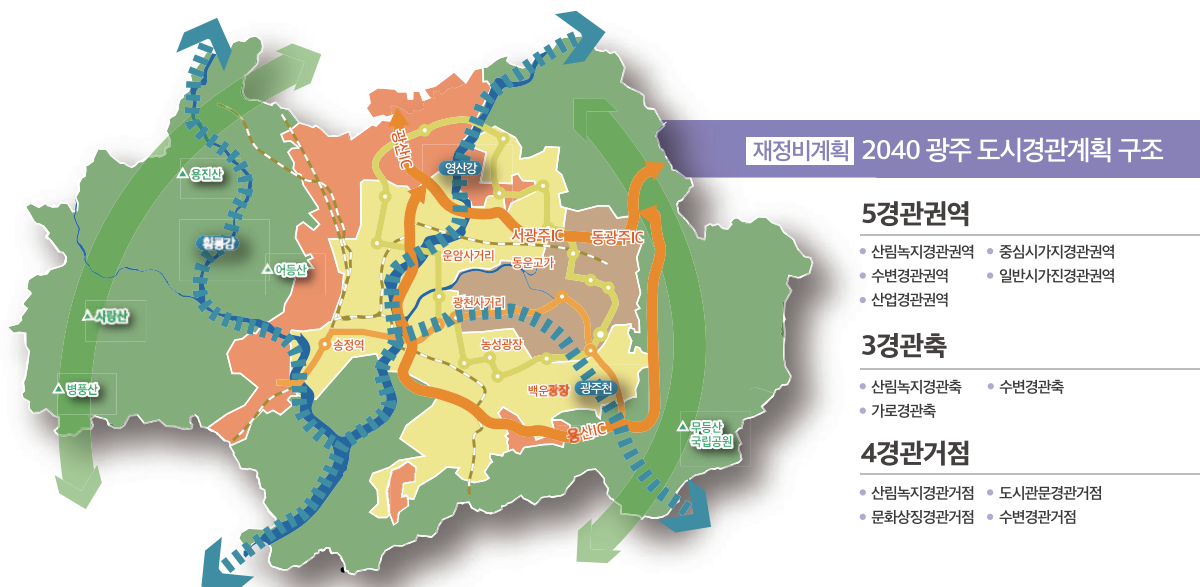 재정비계획 2040 광주 도시경관계획 구조
5경관권역
산림녹지경관권역
중심시가지경관권역
수변경관권역
일반시가진경관권역
산업경관권역
3경관축
산림녹지경관축
수변경관축
가로경관축
4경관거점
산림녹지경관거점
도시관문경관거점
문화상징경관거점
수변경관거점
광산IC
영산강
용진산
황룡강
어등산
서광주IC
동광주IC
운암사거리
동운고가
광천사거리
사랑산
송정역
농성광장
병풍산
백운광장
광주천
용산IC
무등산
국립공원